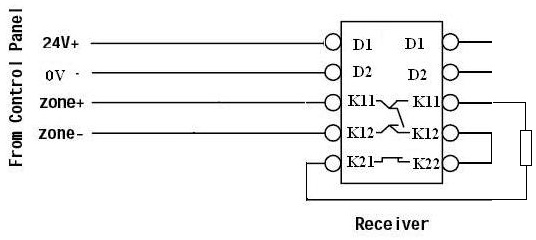 From Control Panel
24V+ D1 D1
0V - D2 D2
zone+ K11 K11
zone- K12 K12
K21 K22
Receiver